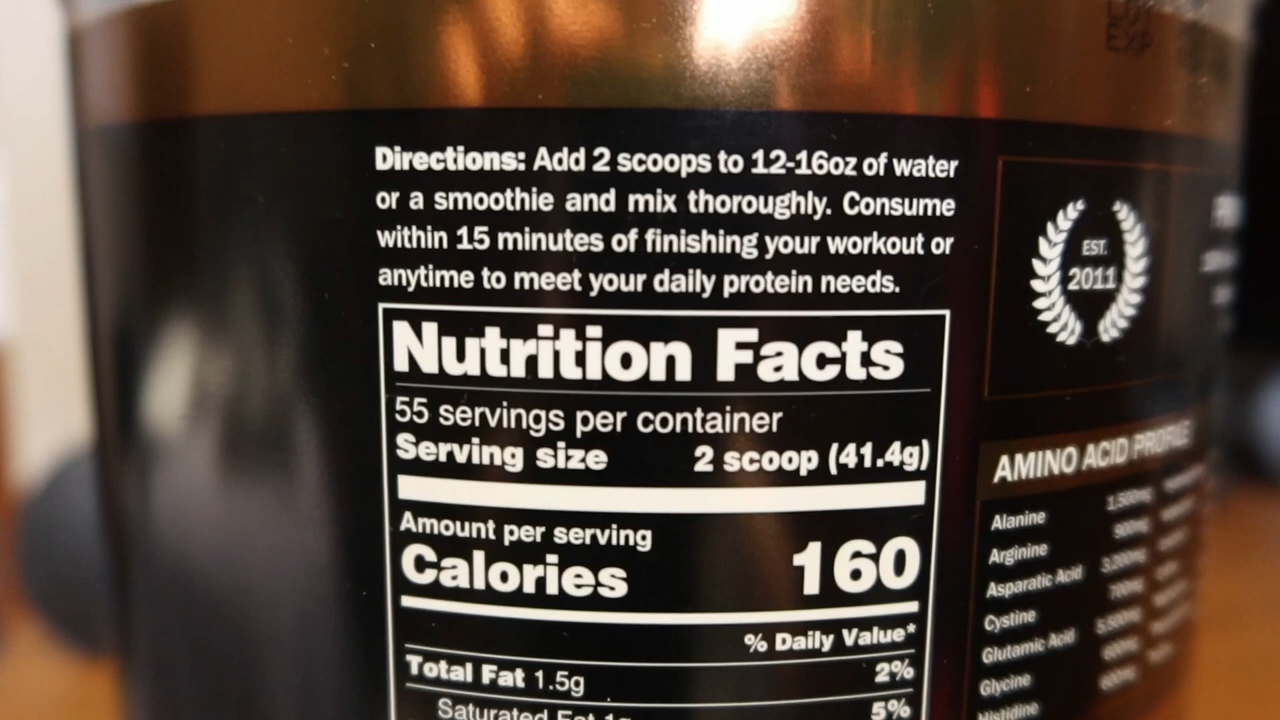 Directions: Add 2 scoops to 12-16oz of water
or a smoothie and mix thoroughly. Consume
within 15 minutes of finishing your workout or
anytime to meet your daily protein needs.
Nutrition Facts
55 servings per container
Serving size 2 scoop (41.4g)
Amount per serving
Calories 160
% Daily Value*
Total Fat 1.5g 2%
Saturated Fat 1g 5%
EST.
2011
AMINO ACID PROFILE
Alanine 1,500mg
Arginine 900mg
Asparatic Acid 3,200mg
Cystine 700mg
Glutamic Acid 5,500mg
Glycine 600mg
Histidine 600mg